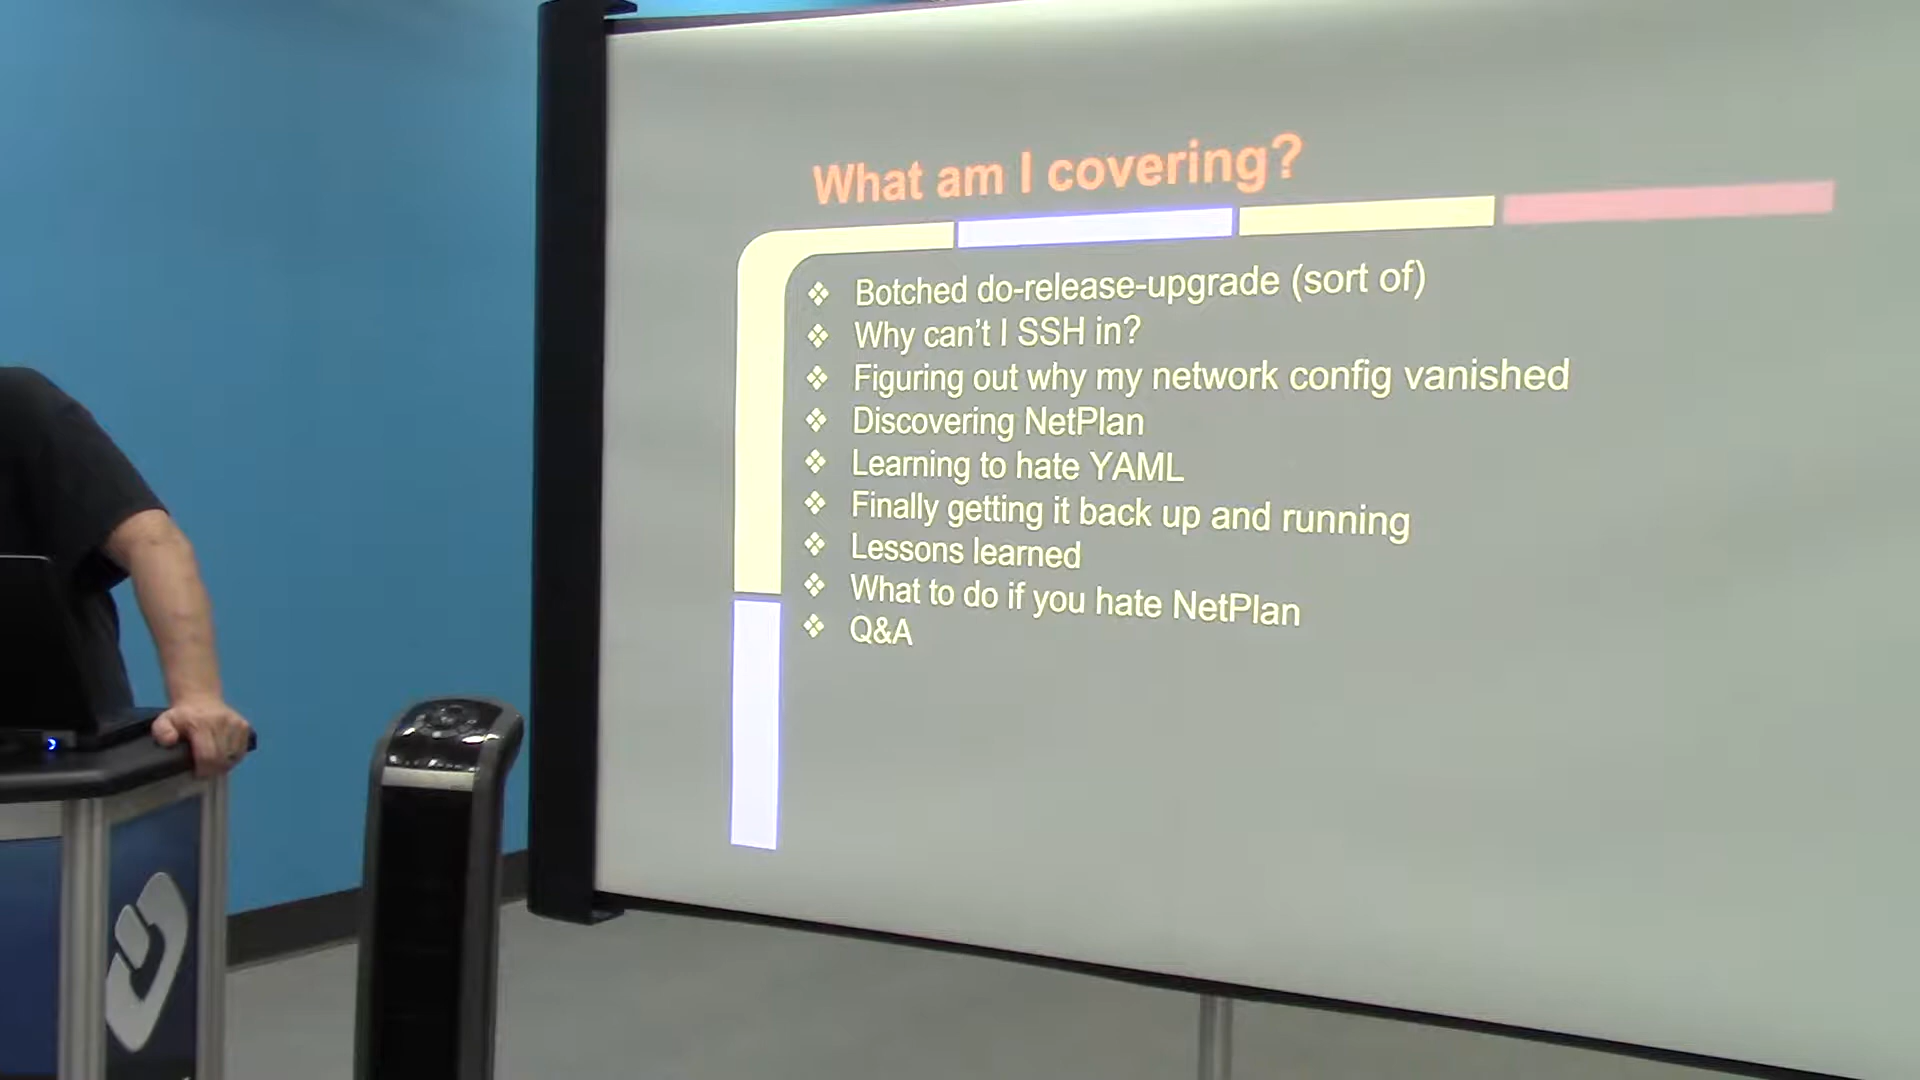 What am I covering?
❖ Botched do-release-upgrade (sort of)
❖ Why can't I SSH in?
❖ Figuring out why my network config vanished
❖ Discovering NetPlan
❖ Learning to hate YAML
❖ Finally getting it back up and running
❖ Lessons learned
❖ What to do if you hate NetPlan
❖ Q&A